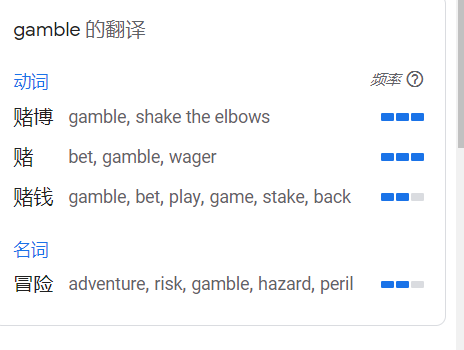 gamble 的翻译
动词 频率
赌博 gamble, shake the elbows
赌 bet, gamble, wager
赌钱 gamble, bet, play, game, stake, back
名词
冒险 adventure, risk, gamble, hazard, peril